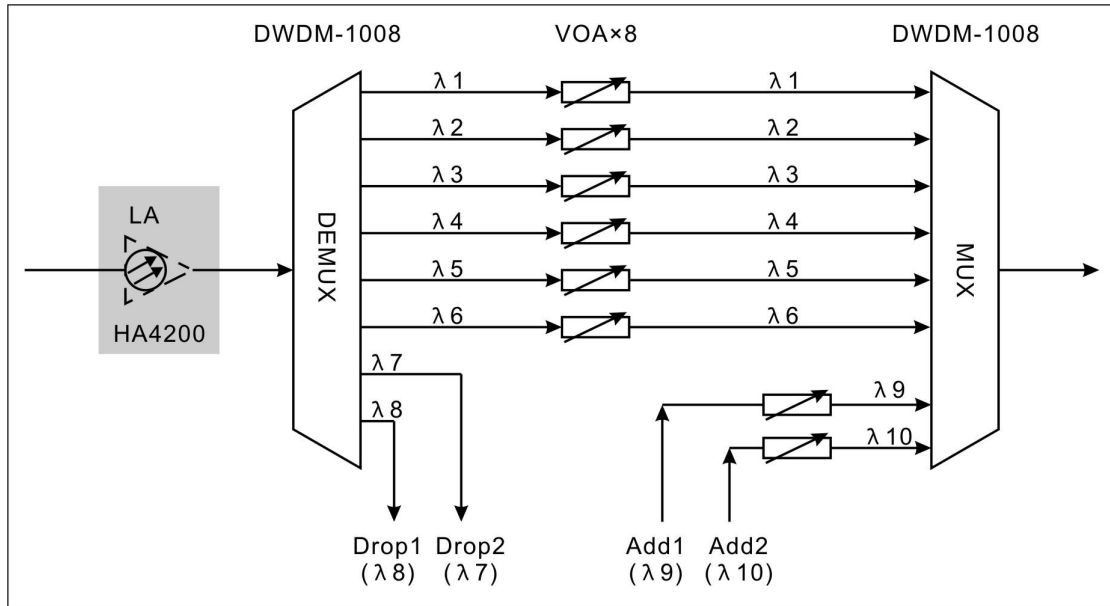 DWDM-1008 VOA×8 DWDM-1008
λ1 λ1
λ2 λ2
λ3 λ3
LA
λ4 λ4
DEMUX
MUX
λ5 λ5
λ6 λ6
HA4200
λ7
λ8
λ9
λ10
Drop1 Drop2 Add1 Add2
(λ8) (λ7) (λ9) (λ10)